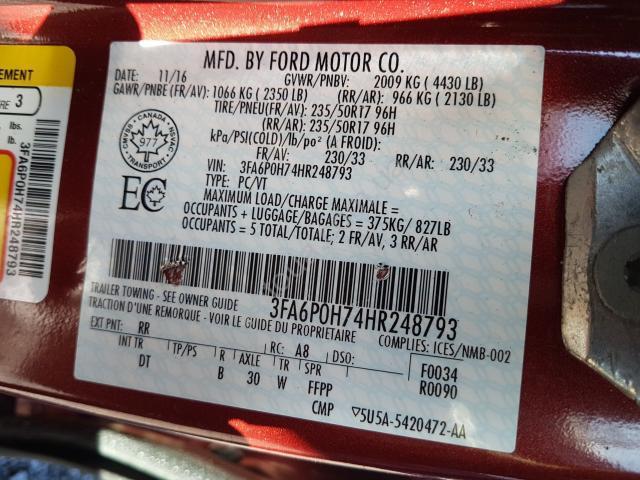 MFD. BY FORD MOTOR CO.
DATE: 11/16 GVWR/PNBV: 2009 KG ( 4430 LB)
GAWR/PNBE (FR/AV): 1066 KG ( 2350 LB) (RR/AR): 966 KG ( 2130 LB)
TIRE/PNEU(FR/AV): 235/50R17 96H
(RR/AR): 235/50R17 96H
kPa/PSI(COLD)/lb/po² (A FROID):
FR/AV: 230/33 RR/AR: 230/33
VIN: 3FA6P0H74HR248793
TYPE: PC/VT
MAXIMUM LOAD/CHARGE MAXIMALE =
OCCUPANTS + LUGGAGE/BAGAGES = 375KG/ 827LB
OCCUPANTS = 5 TOTAL/TOTALE; 2 FR/AV, 3 RR/AR
CANADA
977
EC
3FA6P0H74HR248793
TRAILER TOWING - SEE OWNER GUIDE
TRACTION D'UNE REMORQUE - VOIR LE GUIDE DU PROPRIETAIRE
COMPLIES: ICES/NMB-002
EXT PNT: RR RC: A8 DSO: F0034
INT TR TP/PS R AXLE TR SPR R0090
DT B 30 W FFPP
CMP 5U5A-5420472-AA
EMENT
RE 3
lbs.
3FA6P0H74HR248793